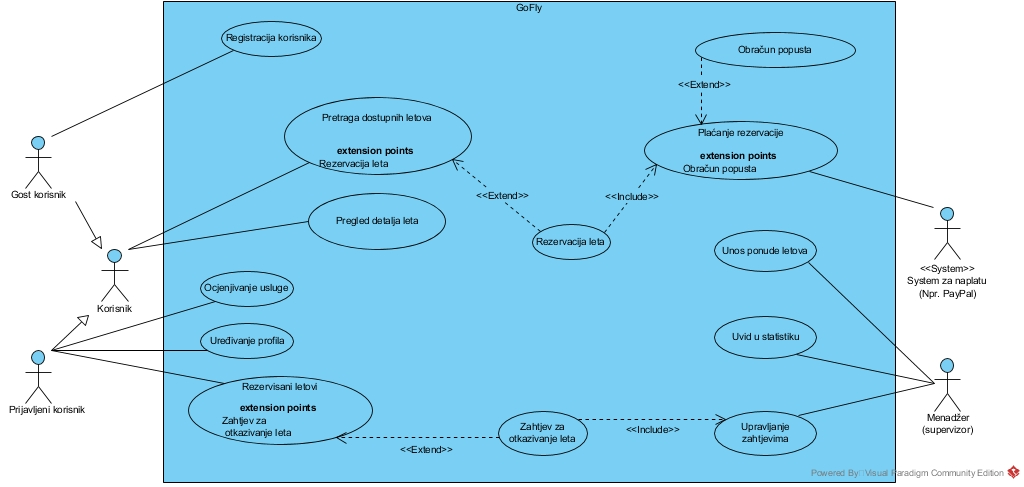 GoFly
Registracija korisnika
Obračun popusta
<<Extend>>
Pretraga dostupnih letova
extension points
Rezervacija leta
Plaćanje rezervacije
extension points
Obračun popusta
Gost korisnik
<<Extend>>
<<Include>>
Pregled detalja leta
Rezervacija leta
Unos ponude letova
<<System>>
System za naplatu
(Npr. PayPal)
Korisnik
Ocjenjivanje usluge
Uređivanje profila
Uvid u statistiku
Prijavljeni korisnik
Rezervisani letovi
extension points
Zahtjev za
otkazivanje leta
<<Extend>>
Zahtjev za
otkazivanje leta
<<Include>>
Upravljanje
zahtjevima
Menadžer
(supervizor)
Powered By Visual Paradigm Community Edition